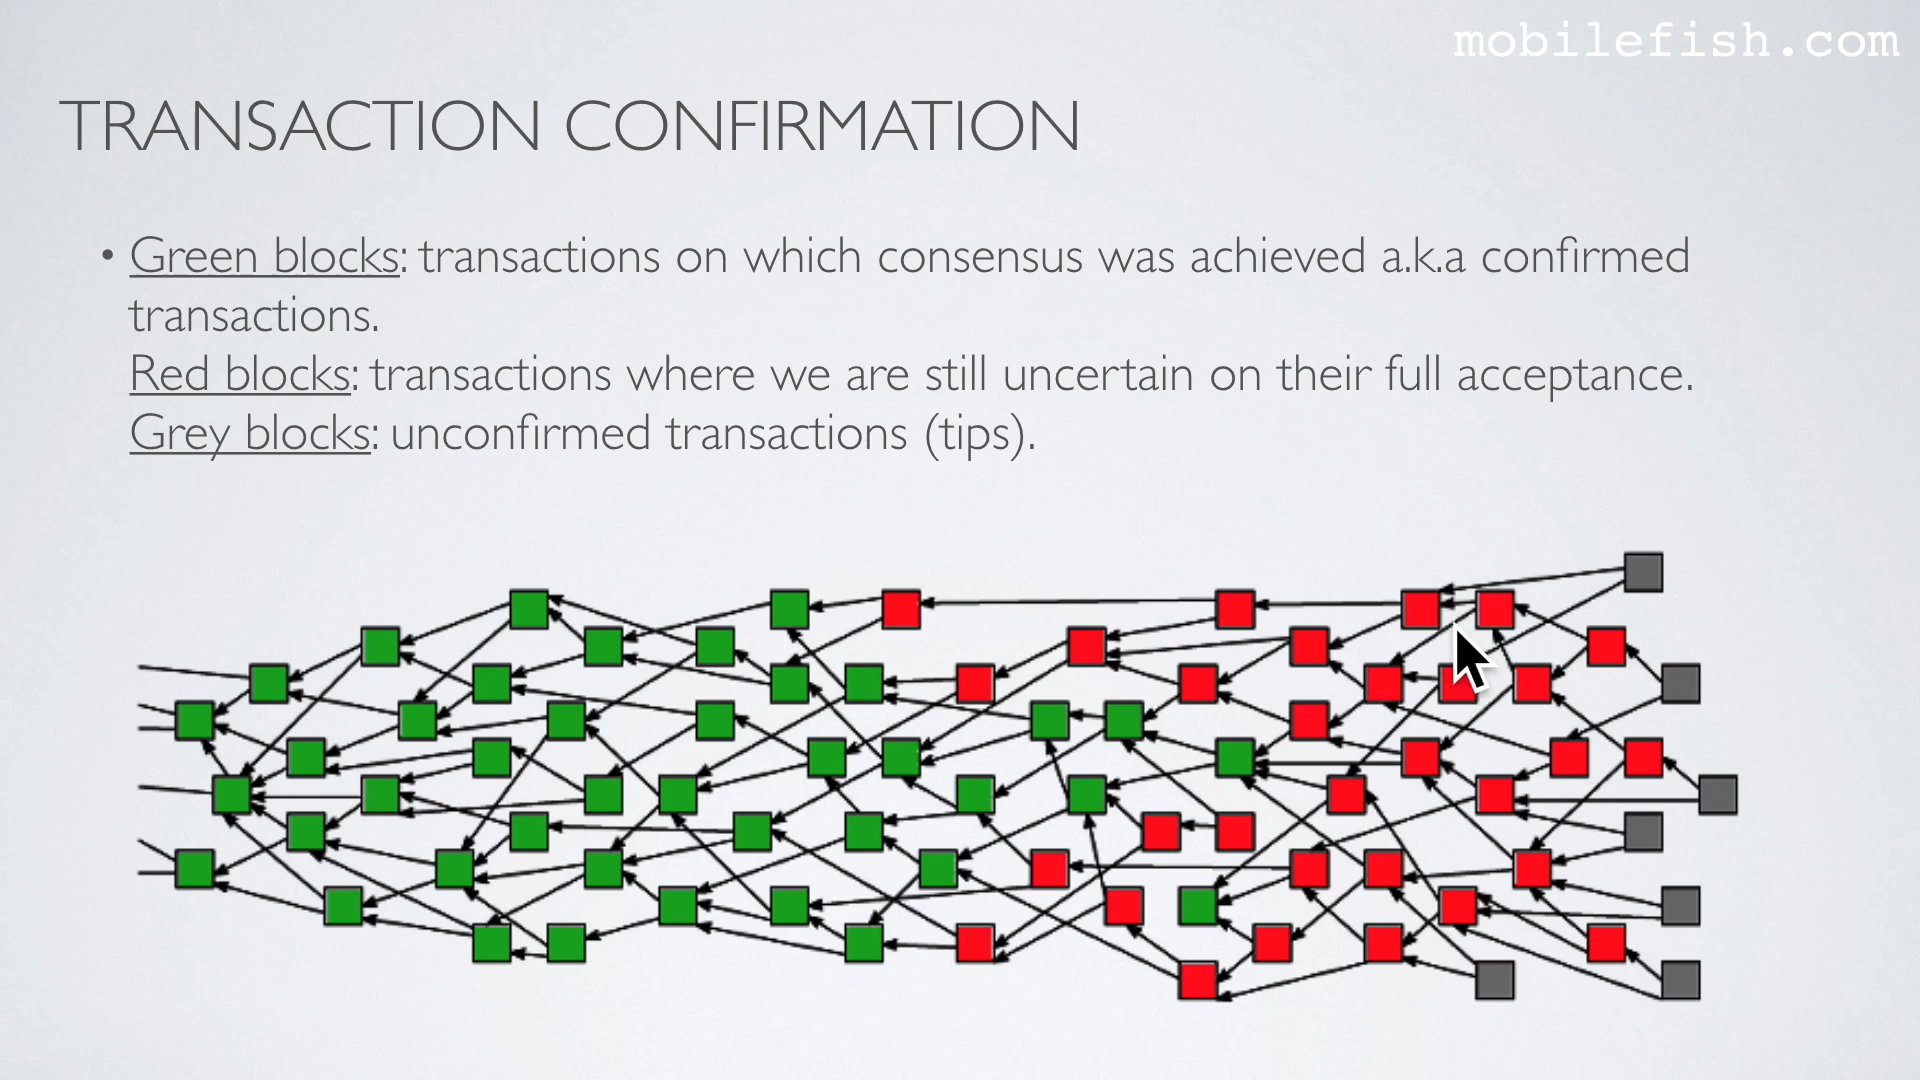 mobilefish.com
TRANSACTION CONFIRMATION
• Green blocks: transactions on which consensus was achieved a.k.a confirmed
transactions.
Red blocks: transactions where we are still uncertain on their full acceptance.
Grey blocks: unconfirmed transactions (tips).